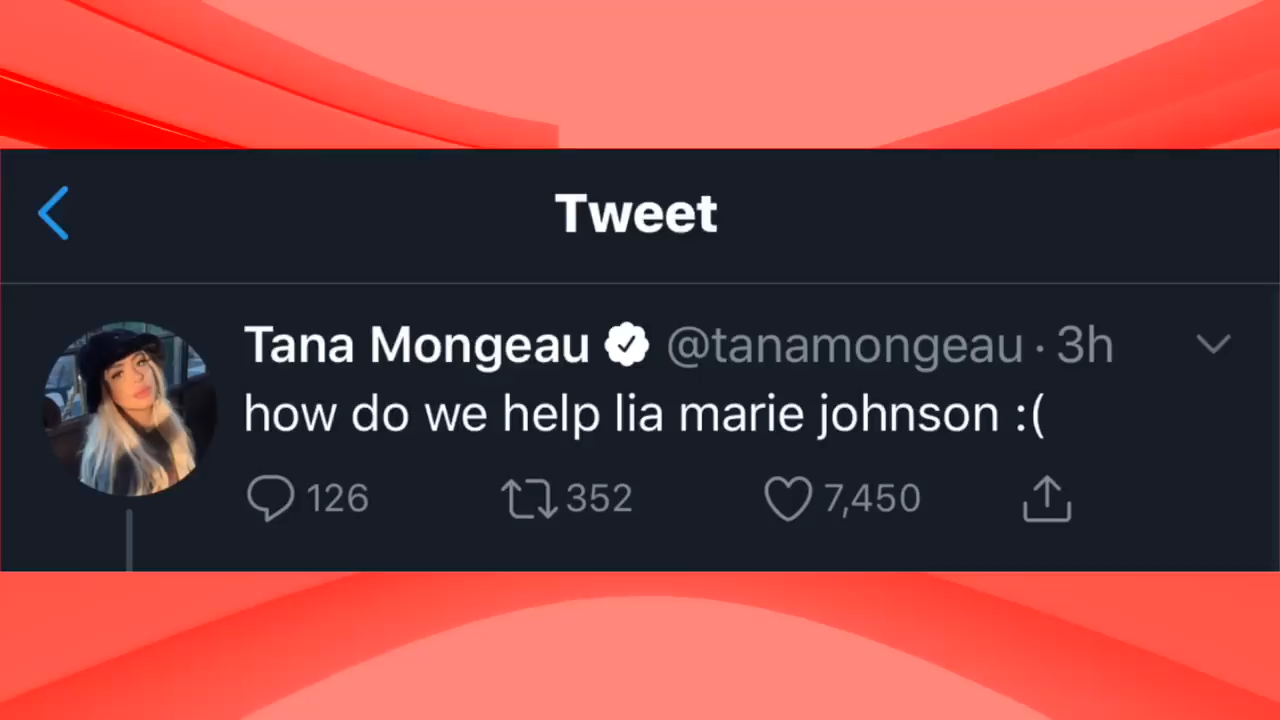 Tweet
Tana Mongeau @tanamongeau · 3h
how do we help lia marie johnson :(
126 352 7,450